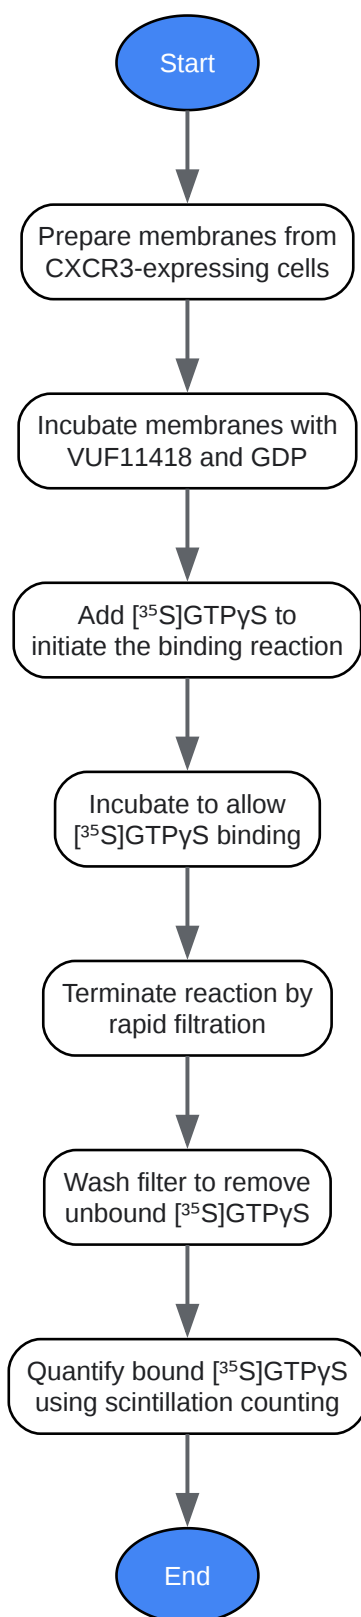 Start
Prepare membranes from
CXCR3-expressing cells
Incubate membranes with
VUF11418 and GDP
Add [³⁵S]GTPγS to
initiate the binding reaction
Incubate to allow
[³⁵S]GTPγS binding
Terminate reaction by
rapid filtration
Wash filter to remove
unbound [³⁵S]GTPγS
Quantify bound [³⁵S]GTPγS
using scintillation counting
End